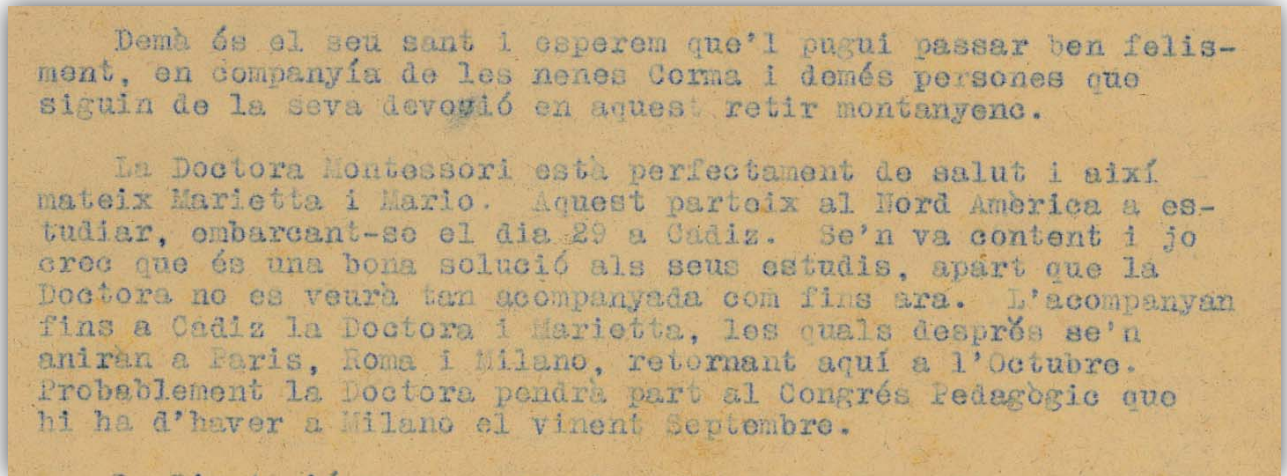 Demà és el seu sant i esperem que'l pugui passar ben felis-
ment, en companyía de les nenes Corma i demés persones que
siguin de la seva devoció en aquest retir montanyenc.
La Doctora Montessori està perfectament de salut i així
mateix Marietta i Mario. Aquest parteix al Nord Amèrica a es-
tudiar, embarcant-se el dia 29 a Cadiz. Se'n va content i jo
crec que és una bona solució als seus estudis, apart que la
Doctora no es veurà tan acompanyada com fins ara. L'acompanyan
fins a Cadiz la Doctora i Marietta, les quals després se'n
aniràn a Paris, Roma i Milano, retornant aquí a l'Octubre.
Probablement la Doctora pendrà part al Congrés Pedagògic que
hi ha d'haver a Milano el vinent Septembre.